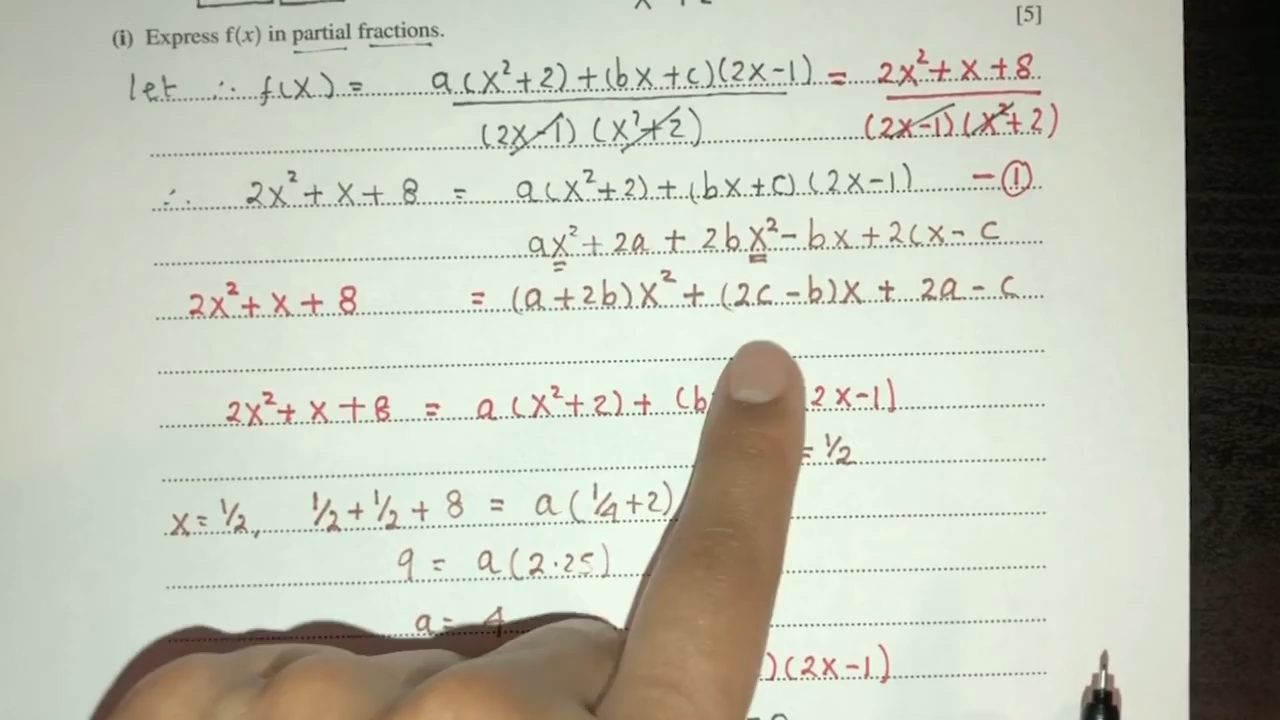 [5]
(i) Express f(x) in partial fractions.
let ∴ f(x) = a(x²+2)+(bx+c)(2x-1) = 2x²+x+8
(2x-1)(x²+2) (2x-1)(x²+2)
∴ 2x²+x+8 = a(x²+2)+(bx+c)(2x-1) -①
ax²+2a+2bx²-bx+2cx-c
2x²+x+8 = (a+2b)x²+(2c-b)x+2a-c
2x²+x+8 = a(x²+2)+(b 2x-1)
= 1/2
x=1/2, 1/2+1/2+8 = a(1/4+2)
9 = a(2.25)
a= 4
)(2x-1)